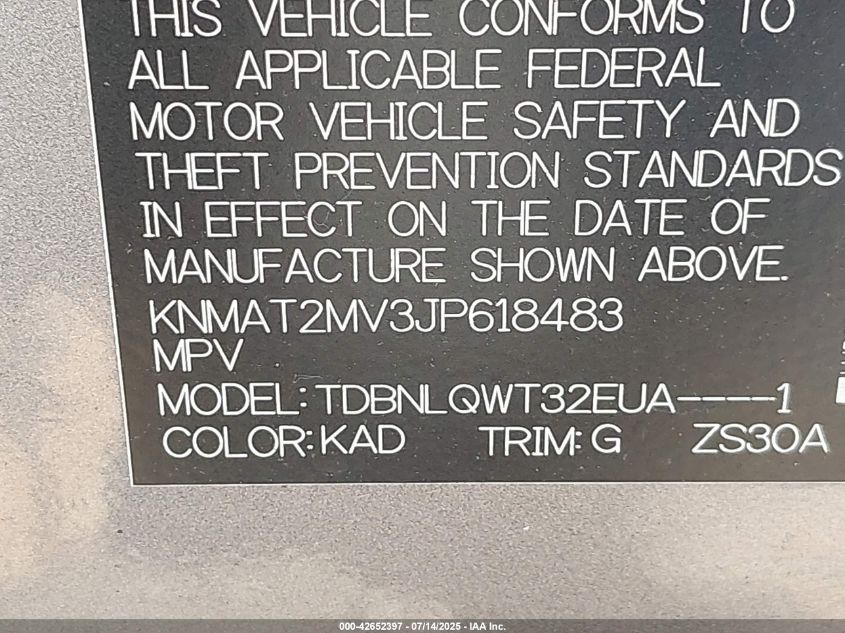 THIS VEHICLE CONFORMS TO
ALL APPLICABLE FEDERAL
MOTOR VEHICLE SAFETY AND
THEFT PREVENTION STANDARDS
IN EFFECT ON THE DATE OF
MANUFACTURE SHOWN ABOVE.
KNMAT2MV3JP618483
MPV
MODEL: TDBNLQWT32EUA----1
COLOR: KAD TRIM: G ZS30A
000-42652397 - 07/14/2025 - IAA Inc.